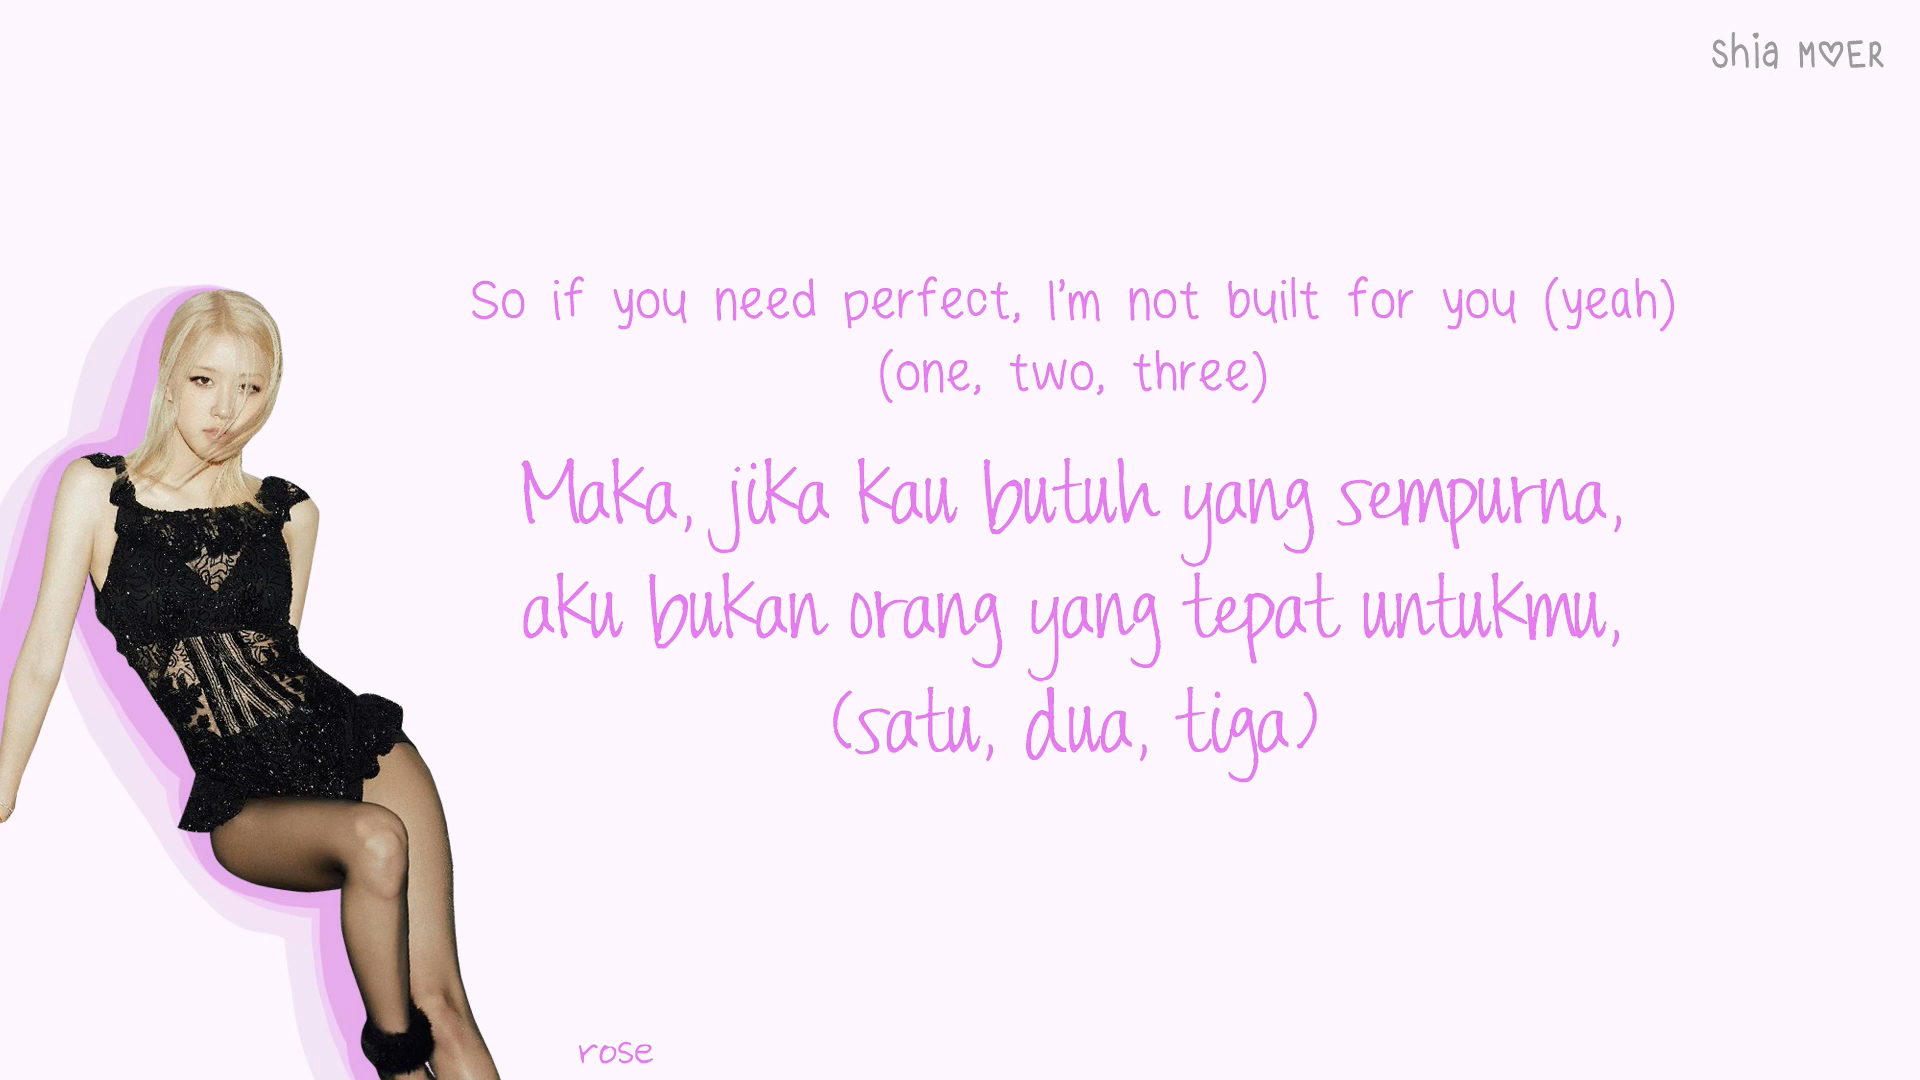 Shia M♡ER
So if you need perfect, I'm not built for you (yeah)
(one, two, three)
Maka, jika kau butuh yang sempurna,
aku bukan orang yang tepat untukmu,
(satu, dua, tiga)
rose